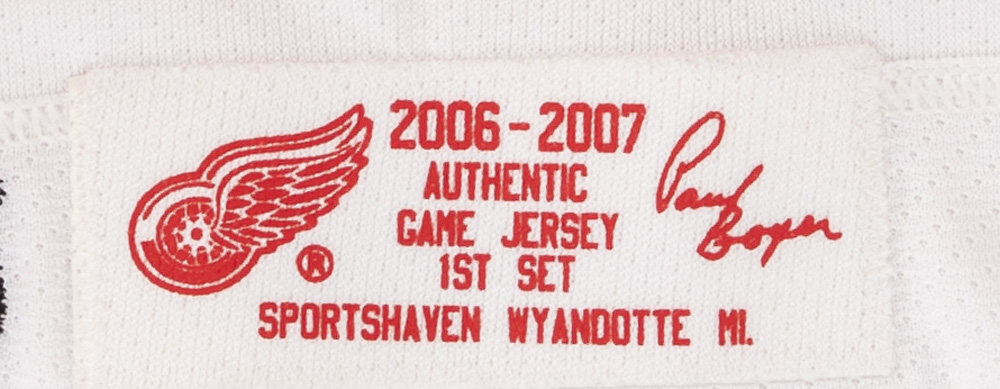 2006-2007
AUTHENTIC
GAME JERSEY
1ST SET
SPORTSHAVEN WYANDOTTE MI.
Paul Boyer
®